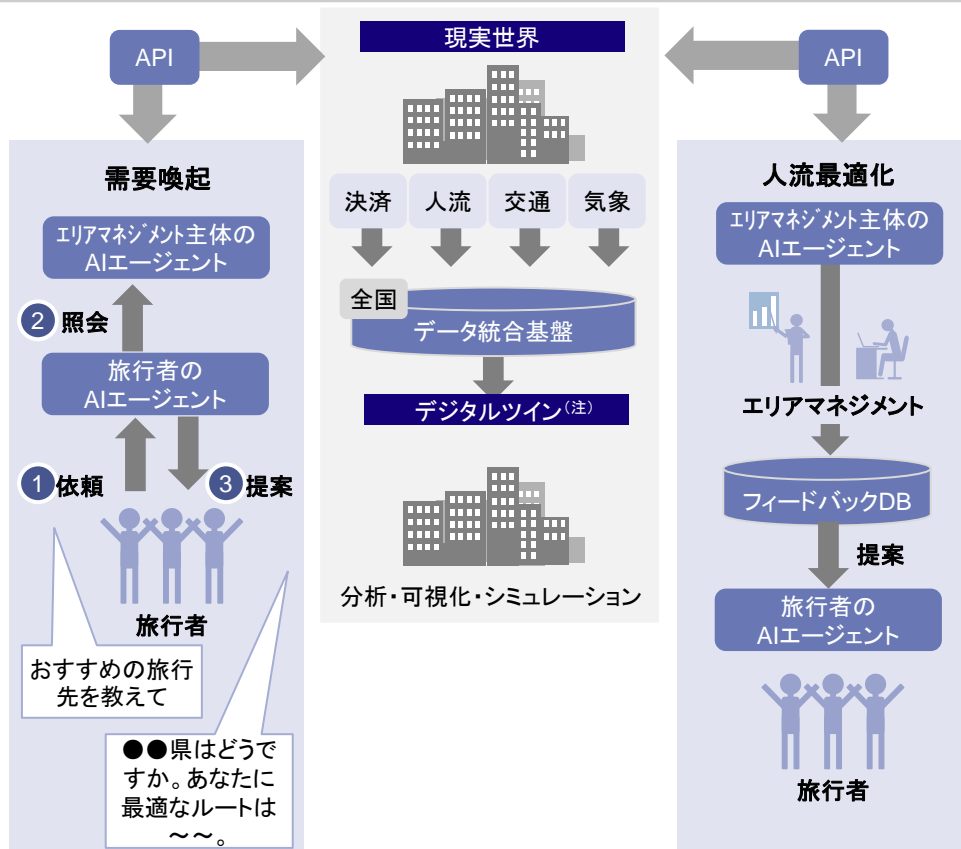 API
需要喚起
エリアマネジメント主体の
AIエージェント
2 照会
旅行者の
AIエージェント
1 依頼
3 提案
旅行者
おすすめの旅行
先を教えて
●●県はどうで
すか。あなたに
最適なルートは
～～。
現実世界
決済
人流
交通
気象
全国
データ統合基盤
デジタルツイン(注)
分析・可視化・シミュレーション
API
人流最適化
エリアマネジメント主体の
AIエージェント
エリアマネジメント
フィードバックDB
提案
旅行者の
AIエージェント
旅行者